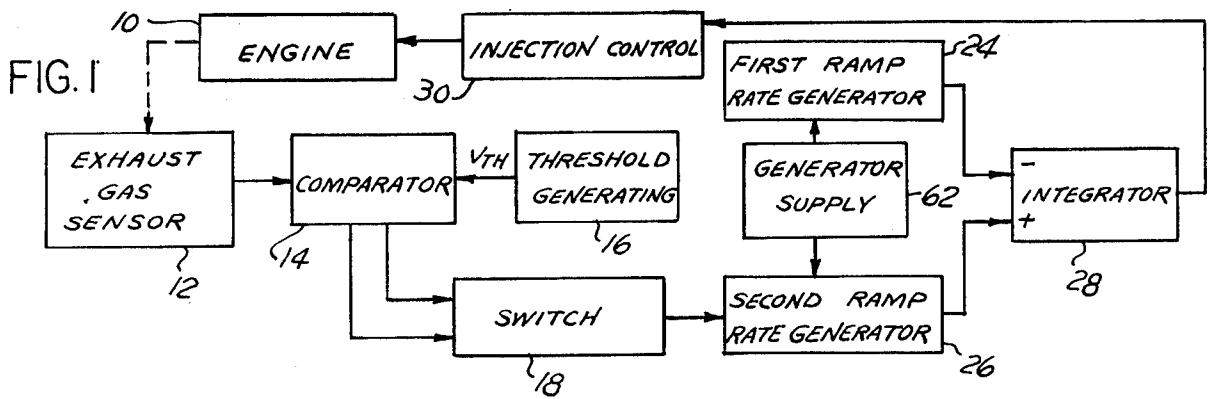 FIG. 1
10
ENGINE
INJECTION CONTROL
30
FIRST RAMP
RATE GENERATOR
24
EXHAUST
GAS
SENSOR
12
COMPARATOR
14
VTH
THRESHOLD
GENERATING
16
GENERATOR
SUPPLY
62
-
INTEGRATOR
+
28
SWITCH
18
SECOND RAMP
RATE GENERATOR
26